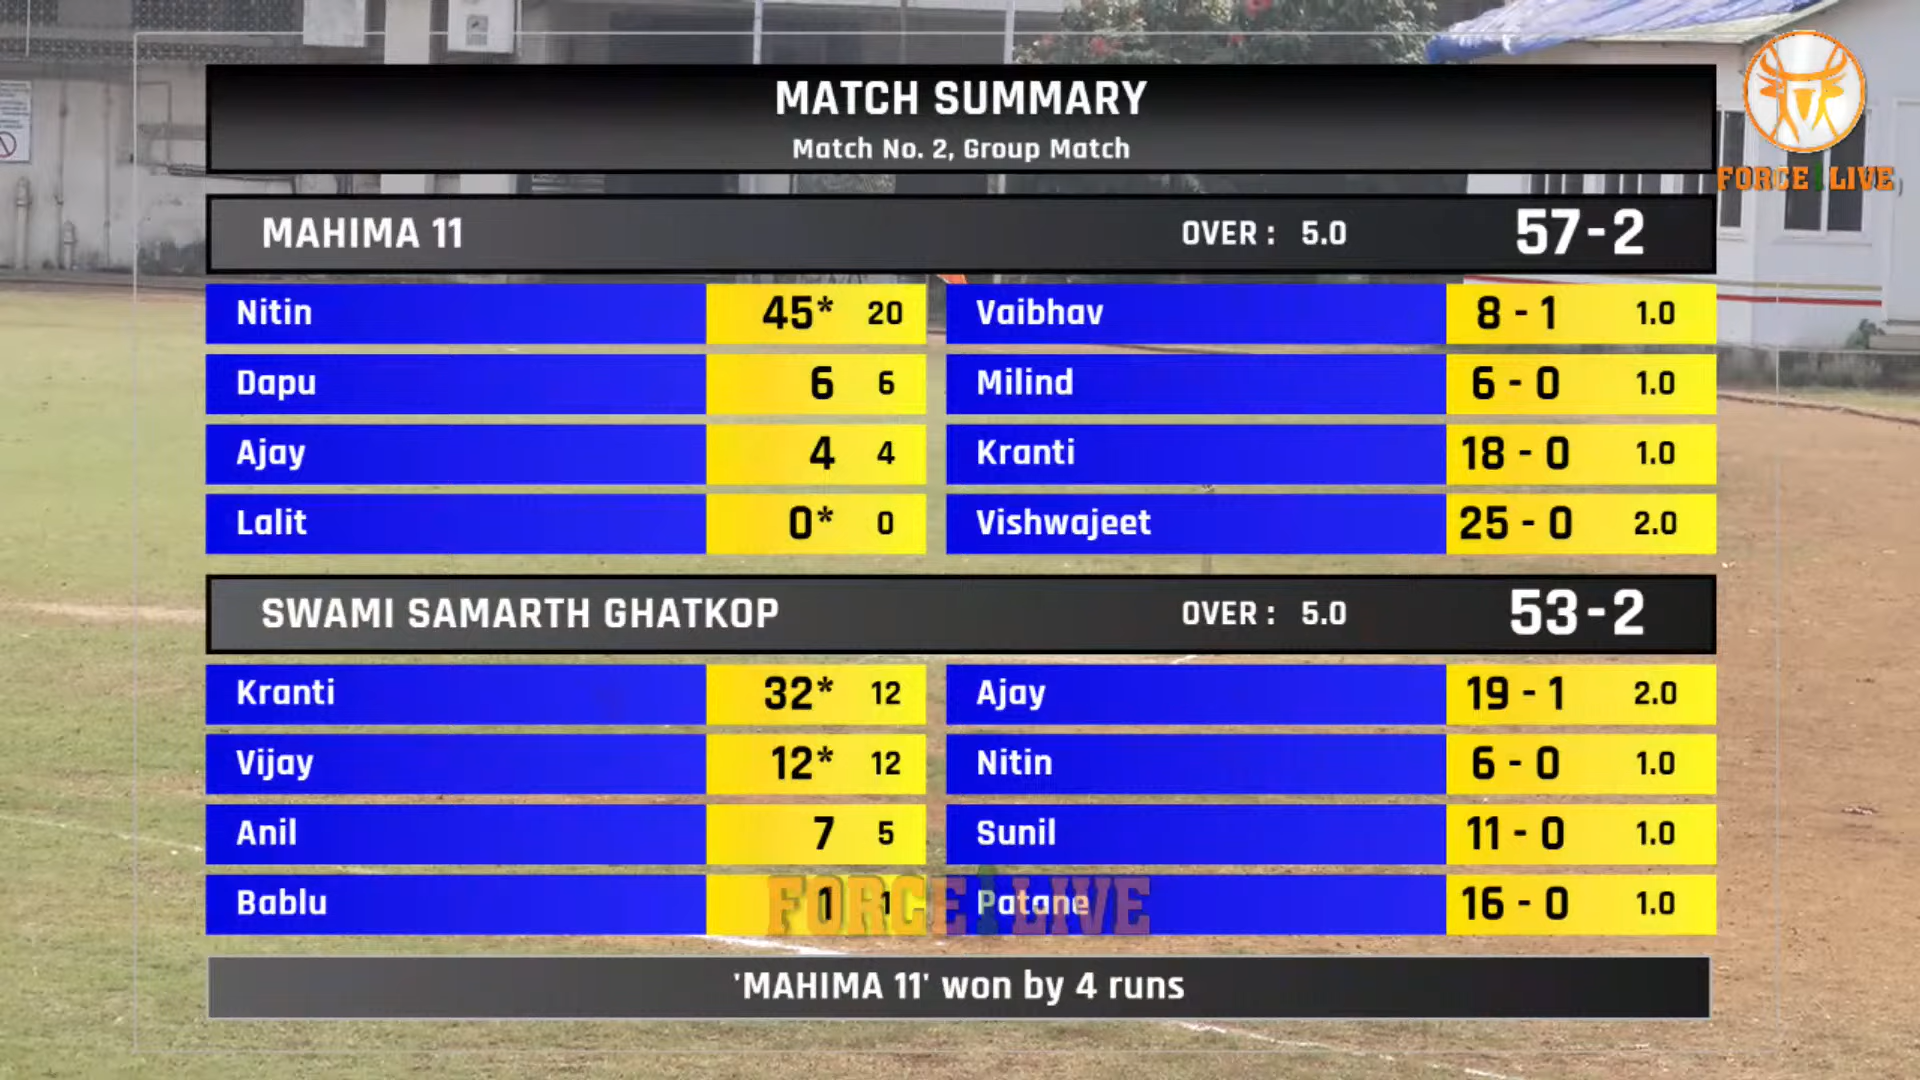 MATCH SUMMARY
Match No. 2, Group Match
FORCE1LIVE
MAHIMA 11 OVER : 5.0 57-2
Nitin 45* 20 Vaibhav 8 - 1 1.0
Dapu 6 6 Milind 6 - 0 1.0
Ajay 4 4 Kranti 18 - 0 1.0
Lalit 0* 0 Vishwajeet 25 - 0 2.0
SWAMI SAMARTH GHATKOP OVER : 5.0 53-2
Kranti 32* 12 Ajay 19 - 1 2.0
Vijay 12* 12 Nitin 6 - 0 1.0
Anil 7 5 Sunil 11 - 0 1.0
Bablu 1 1 Patane 16 - 0 1.0
FORCE1LIVE
'MAHIMA 11' won by 4 runs